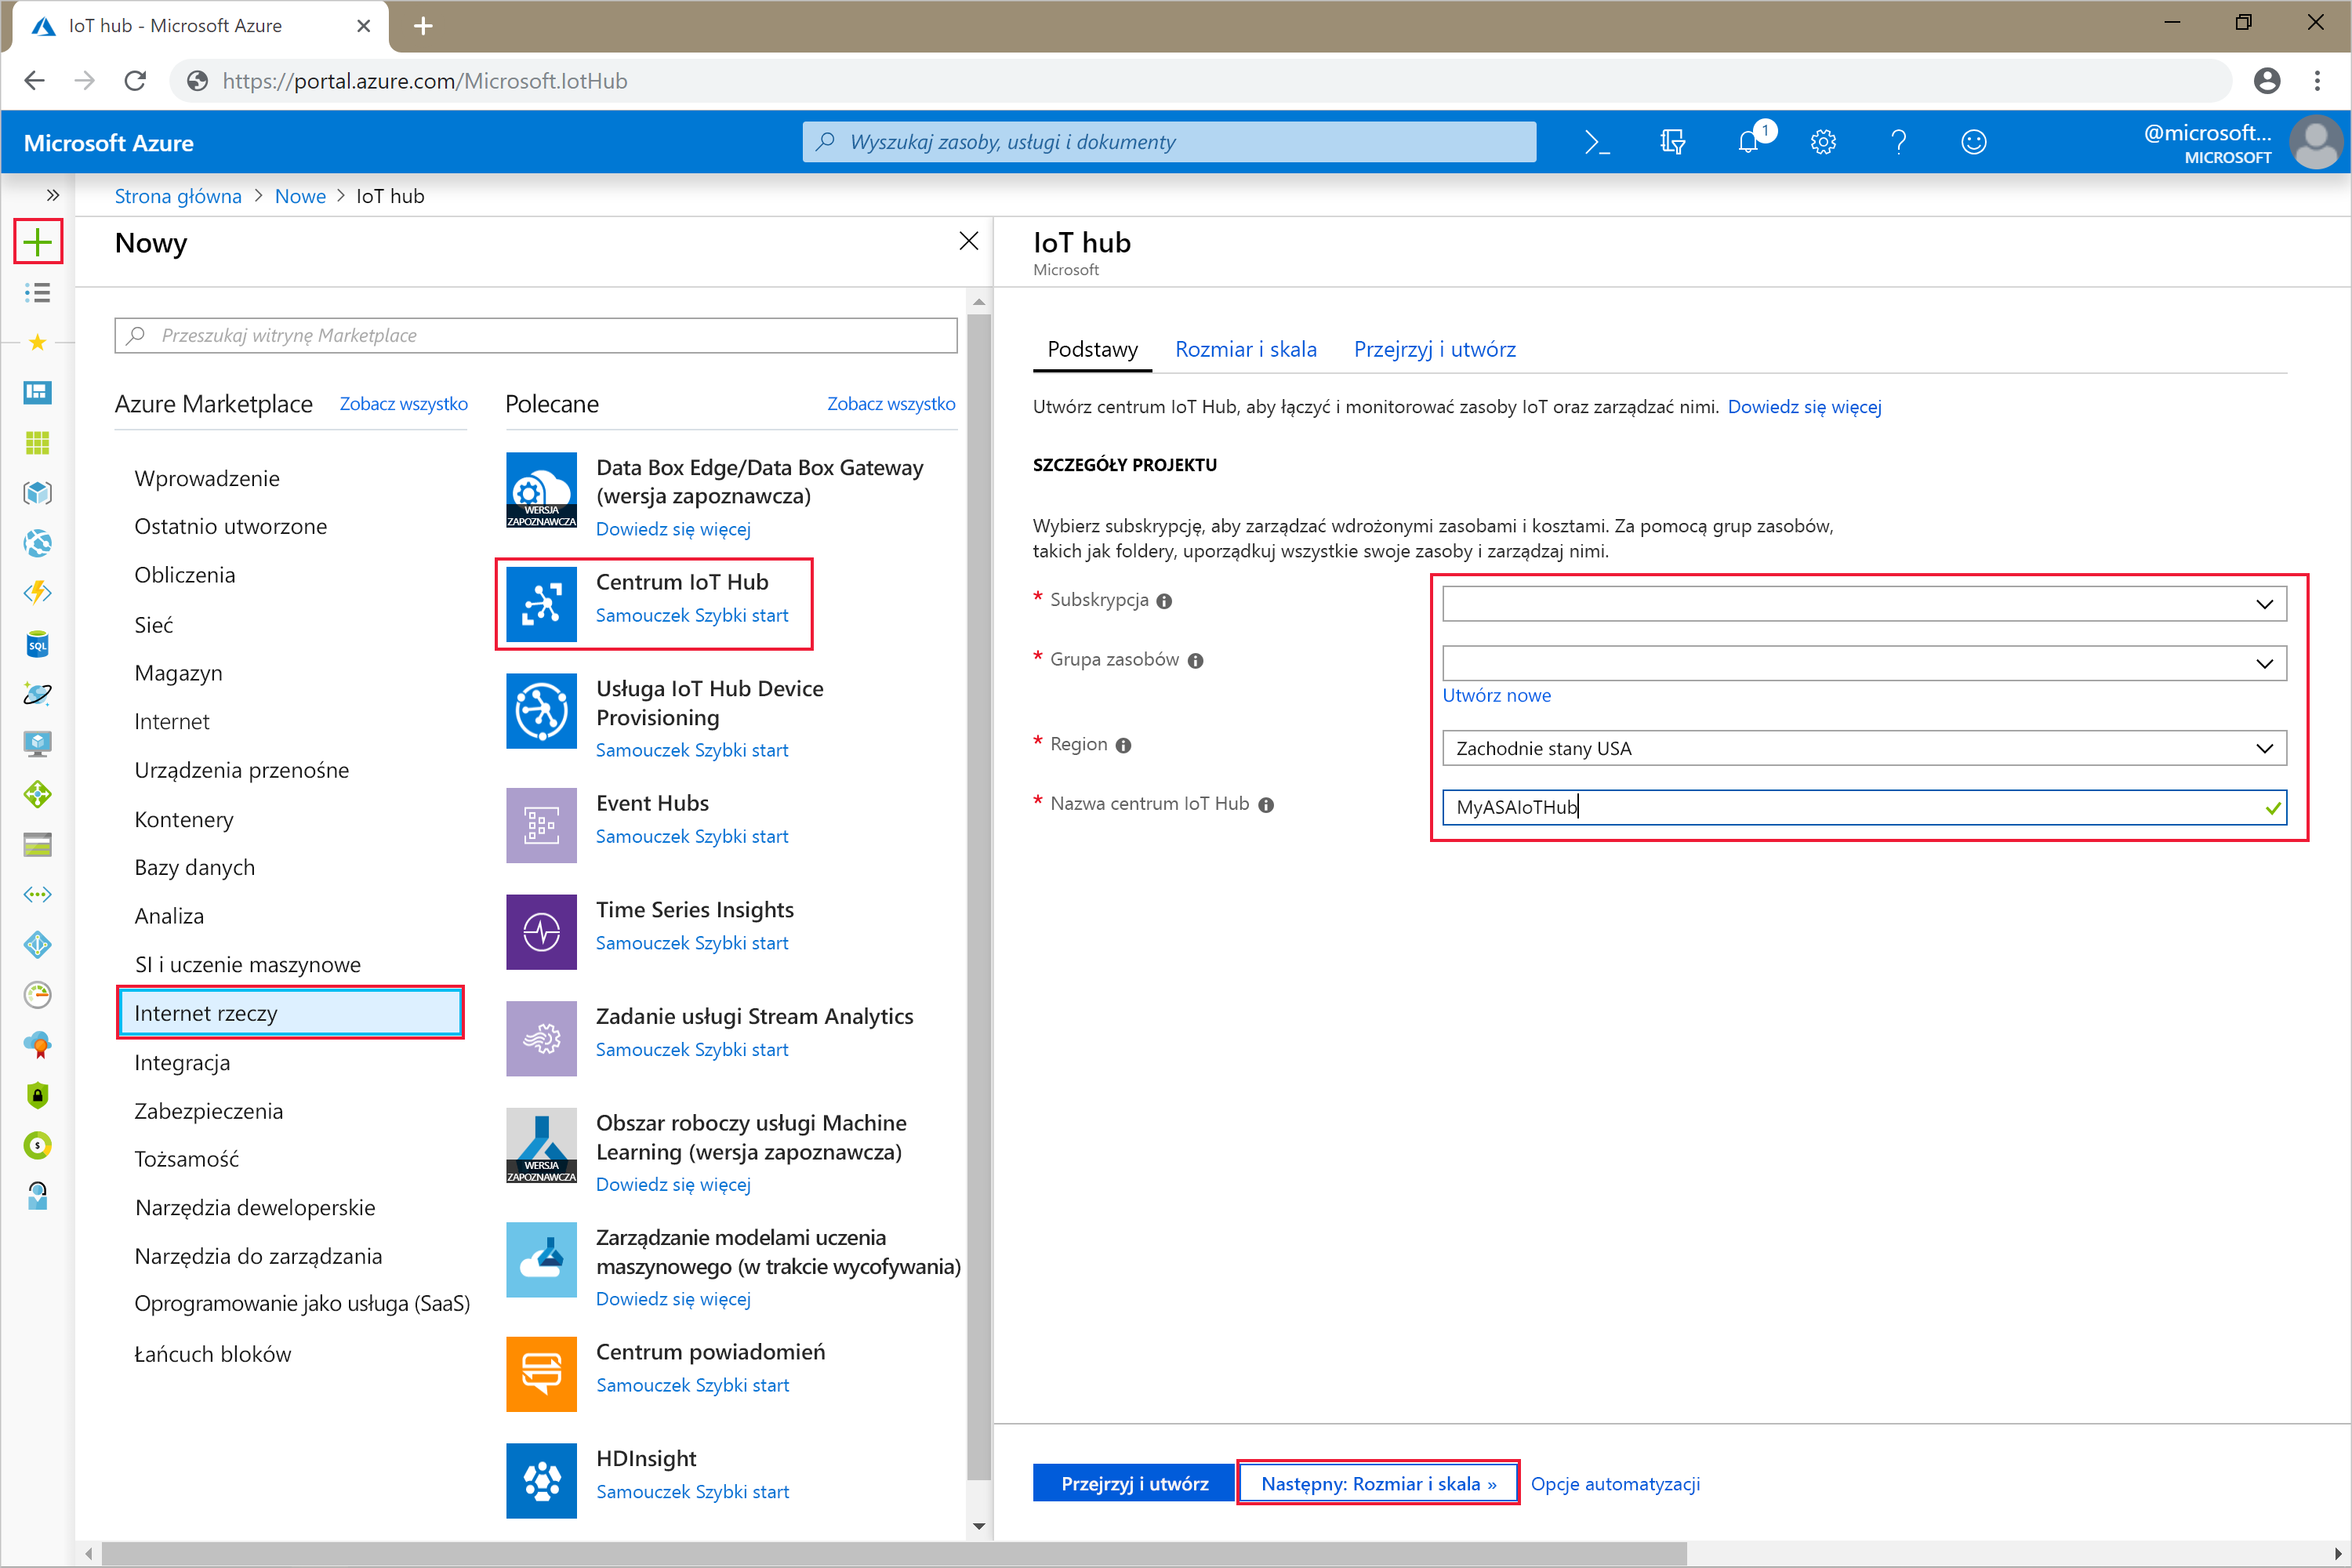 IoT hub - Microsoft Azure
https://portal.azure.com/Microsoft.IotHub
Microsoft Azure
Wyszukaj zasoby, usługi i dokumenty
1
@microsoft...
MICROSOFT
Strona główna > Nowe > IoT hub
Nowy
Przeszukaj witrynę Marketplace
Azure Marketplace
Zobacz wszystko
Wprowadzenie
Ostatnio utworzone
Obliczenia
Sieć
Magazyn
Internet
Urządzenia przenośne
Kontenery
Bazy danych
Analiza
SI i uczenie maszynowe
Internet rzeczy
Integracja
Zabezpieczenia
Tożsamość
Narzędzia deweloperskie
Narzędzia do zarządzania
Oprogramowanie jako usługa (SaaS)
Łańcuch bloków
SQL
Polecane
Zobacz wszystko
WERSJA
ZAPOZNAWCZA
Data Box Edge/Data Box Gateway
(wersja zapoznawcza)
Dowiedz się więcej
Centrum IoT Hub
Samouczek Szybki start
Usługa IoT Hub Device
Provisioning
Samouczek Szybki start
Event Hubs
Samouczek Szybki start
Time Series Insights
Samouczek Szybki start
Zadanie usługi Stream Analytics
Samouczek Szybki start
WERSJA
ZAPOZNAWCZA
Obszar roboczy usługi Machine
Learning (wersja zapoznawcza)
Dowiedz się więcej
Zarządzanie modelami uczenia
maszynowego (w trakcie wycofywania)
Dowiedz się więcej
Centrum powiadomień
Samouczek Szybki start
HDInsight
Samouczek Szybki start
IoT hub
Microsoft
Podstawy
Rozmiar i skala
Przejrzyj i utwórz
Utwórz centrum IoT Hub, aby łączyć i monitorować zasoby IoT oraz zarządzać nimi. Dowiedz się więcej
SZCZEGÓŁY PROJEKTU
Wybierz subskrypcję, aby zarządzać wdrożonymi zasobami i kosztami. Za pomocą grup zasobów,
takich jak foldery, uporządkuj wszystkie swoje zasoby i zarządzaj nimi.
* Subskrypcja
* Grupa zasobów
Utwórz nowe
* Region
Zachodnie stany USA
* Nazwa centrum IoT Hub
MyASAIoTHub
Przejrzyj i utwórz
Następny: Rozmiar i skala »
Opcje automatyzacji